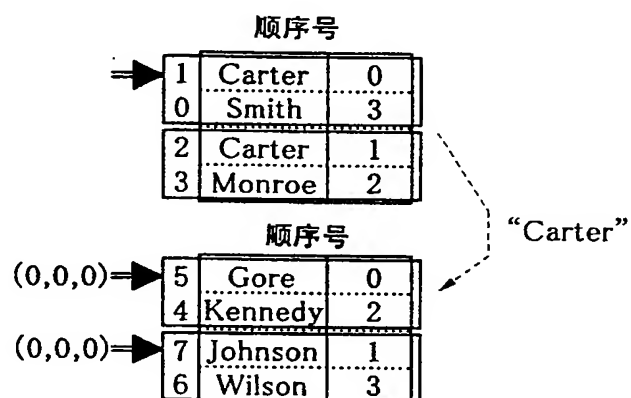 顺序号
1 Carter 0
0 Smith 3
2 Carter 1
3 Monroe 2
“Carter”
顺序号
(0,0,0) 5 Gore 0
4 Kennedy 2
(0,0,0) 7 Johnson 1
6 Wilson 3